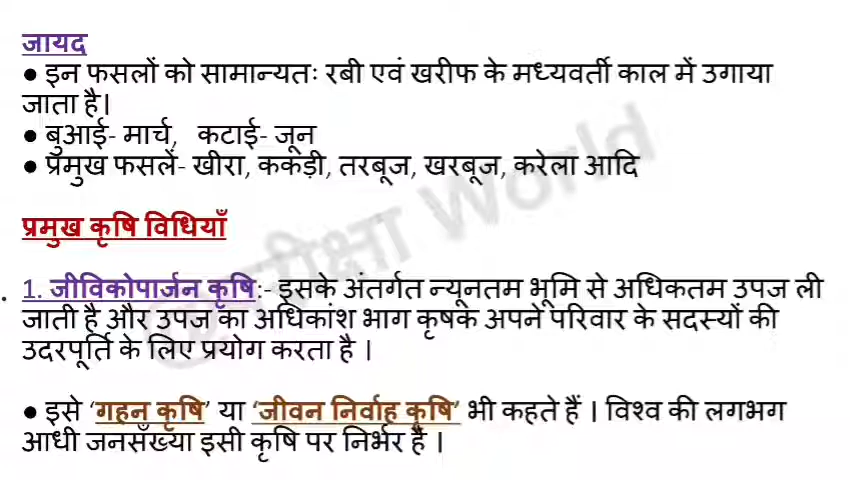 जायद
● इन फसलों को सामान्यतः रबी एवं खरीफ के मध्यवर्ती काल में उगाया
जाता है।
● बुआई- मार्च, कटाई- जून
● प्रमुख फसलें- खीरा, ककड़ी, तरबूज, खरबूज, करेला आदि
प्रमुख कृषि विधियाँ
1. जीविकोपार्जन कृषि:- इसके अंतर्गत न्यूनतम भूमि से अधिकतम उपज ली
जाती है और उपज का अधिकांश भाग कृषक अपने परिवार के सदस्यों की
उदरपूर्ति के लिए प्रयोग करता है ।
● इसे ‘गहन कृषि’ या ‘जीवन निर्वाह कृषि’ भी कहते हैं । विश्व की लगभग
आधी जनसँख्या इसी कृषि पर निर्भर है ।
@परीक्षा World